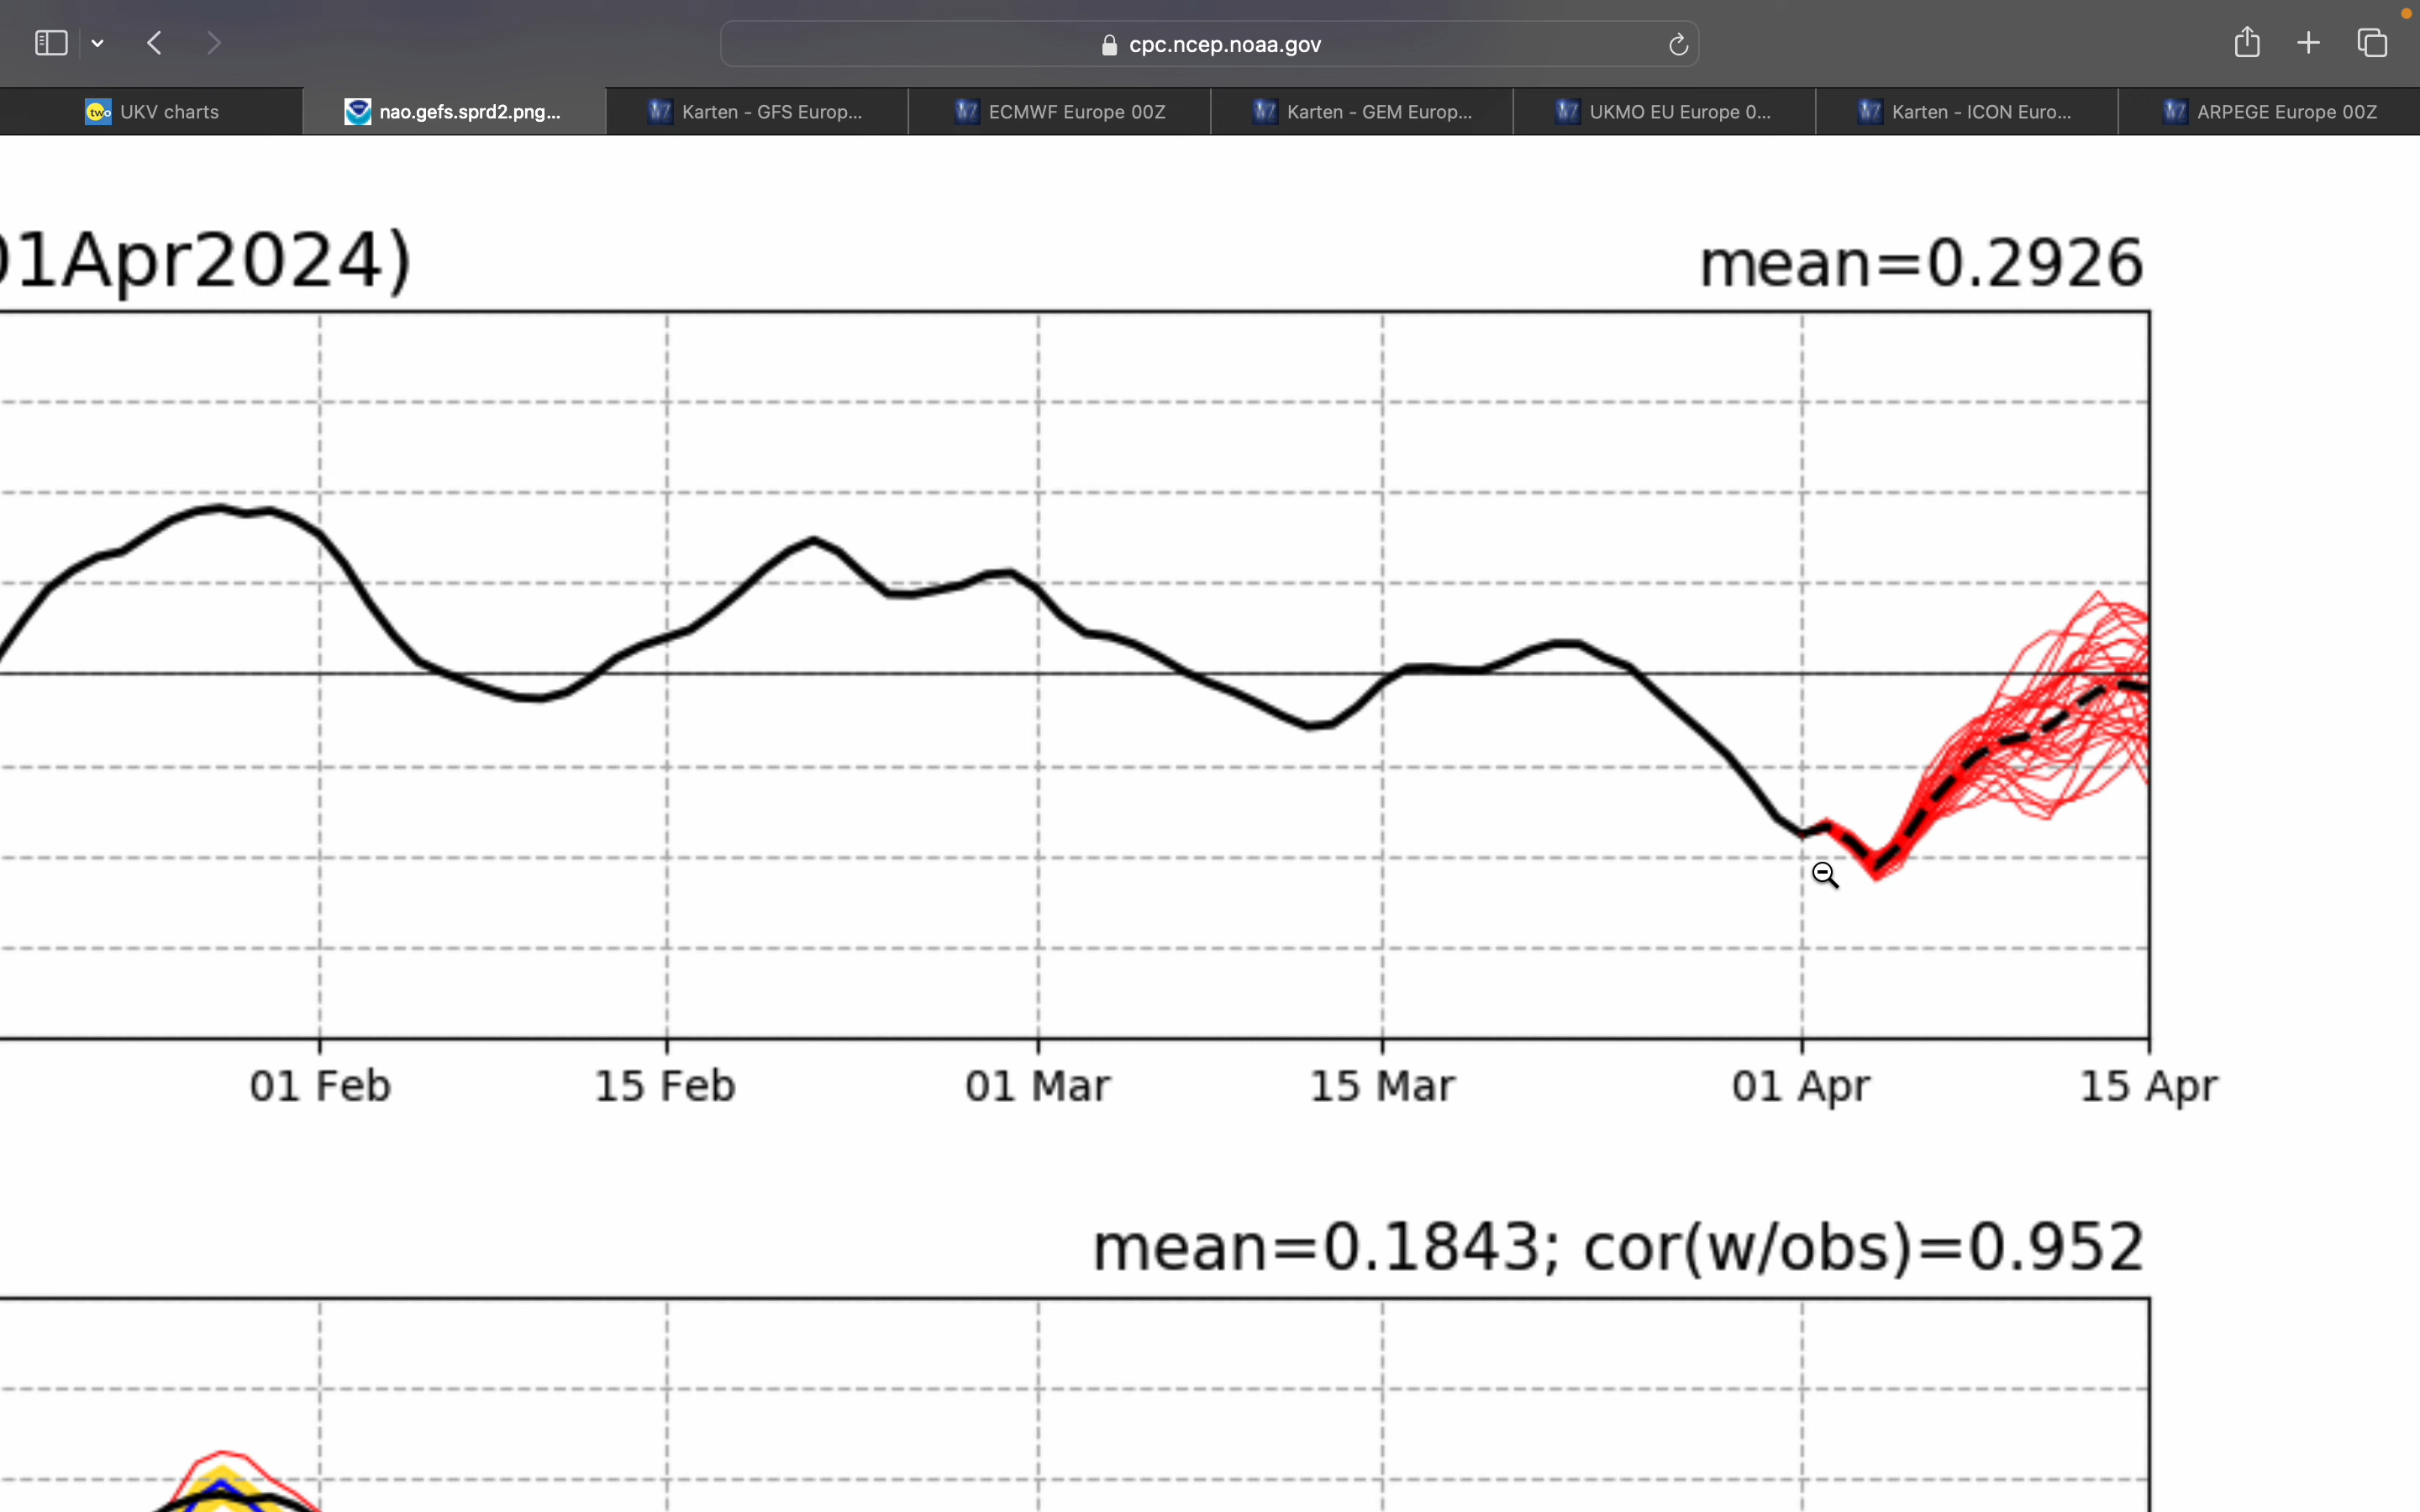 cpc.ncep.noaa.gov
two UKV charts
nao.gefs.sprd2.png...
Karten - GFS Europ...
ECMWF Europe 00Z
Karten - GEM Europ...
UKMO EU Europe 0...
Karten - ICON Euro...
ARPEGE Europe 00Z
01Apr2024) mean=0.2926
01 Feb 15 Feb 01 Mar 15 Mar 01 Apr 15 Apr
mean=0.1843; cor(w/obs)=0.952